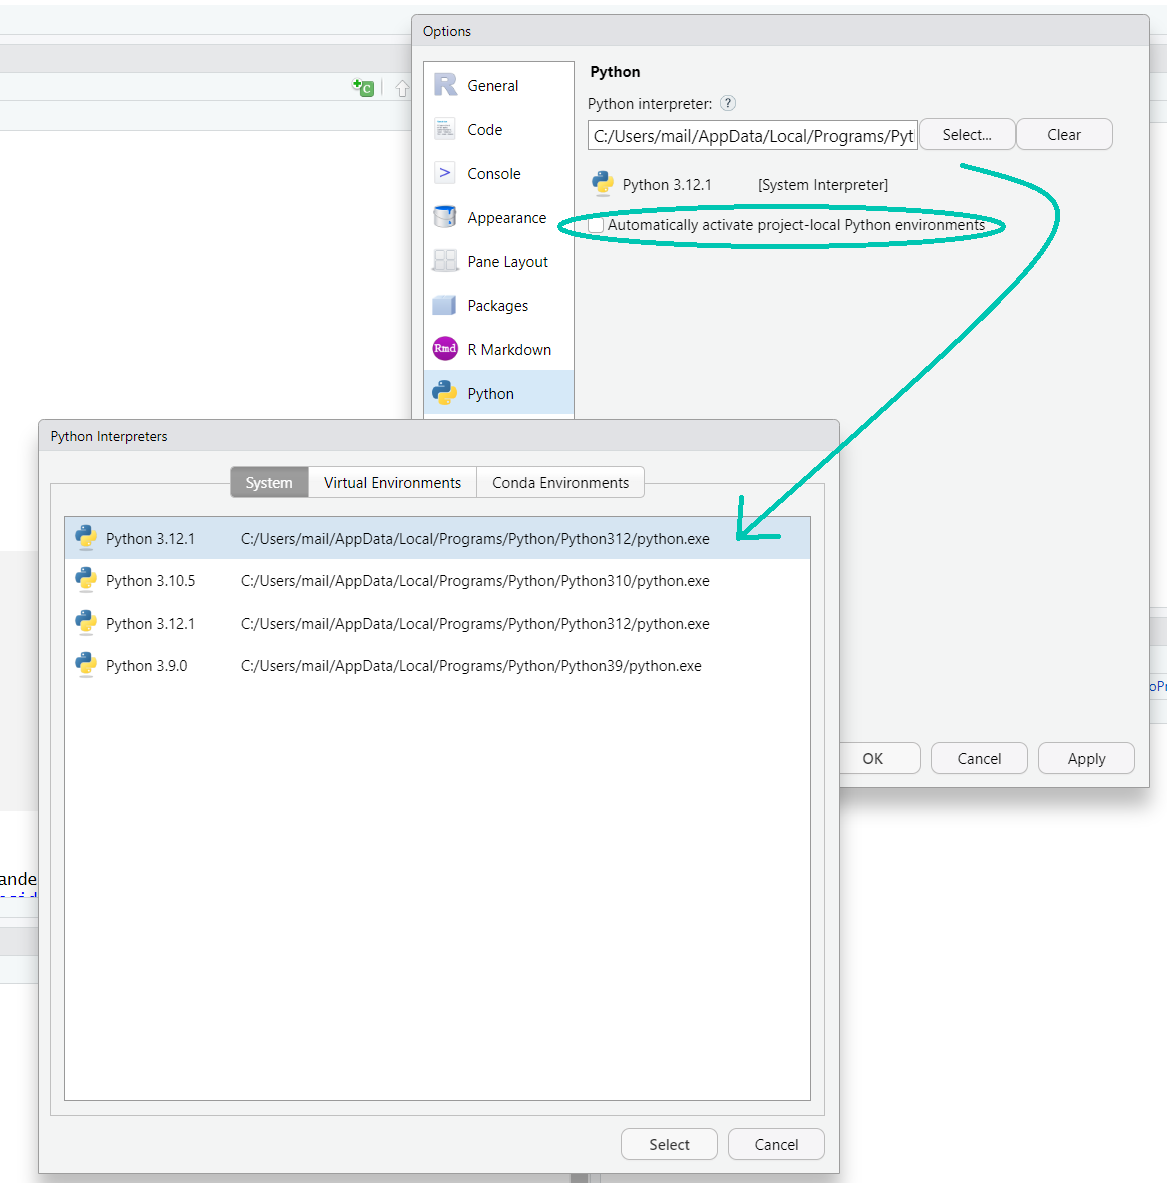 Options
General
Code
Console
Appearance
Pane Layout
Packages
Rmd R Markdown
Python
Python
Python interpreter: ?
C:/Users/mail/AppData/Local/Programs/Pyt Select... Clear
Python 3.12.1 [System Interpreter]
Automatically activate project-local Python environments
OK Cancel Apply
Python Interpreters
System Virtual Environments Conda Environments
Python 3.12.1 C:/Users/mail/AppData/Local/Programs/Python/Python312/python.exe
Python 3.10.5 C:/Users/mail/AppData/Local/Programs/Python/Python310/python.exe
Python 3.12.1 C:/Users/mail/AppData/Local/Programs/Python/Python312/python.exe
Python 3.9.0 C:/Users/mail/AppData/Local/Programs/Python/Python39/python.exe
Select Cancel
ande
oPr